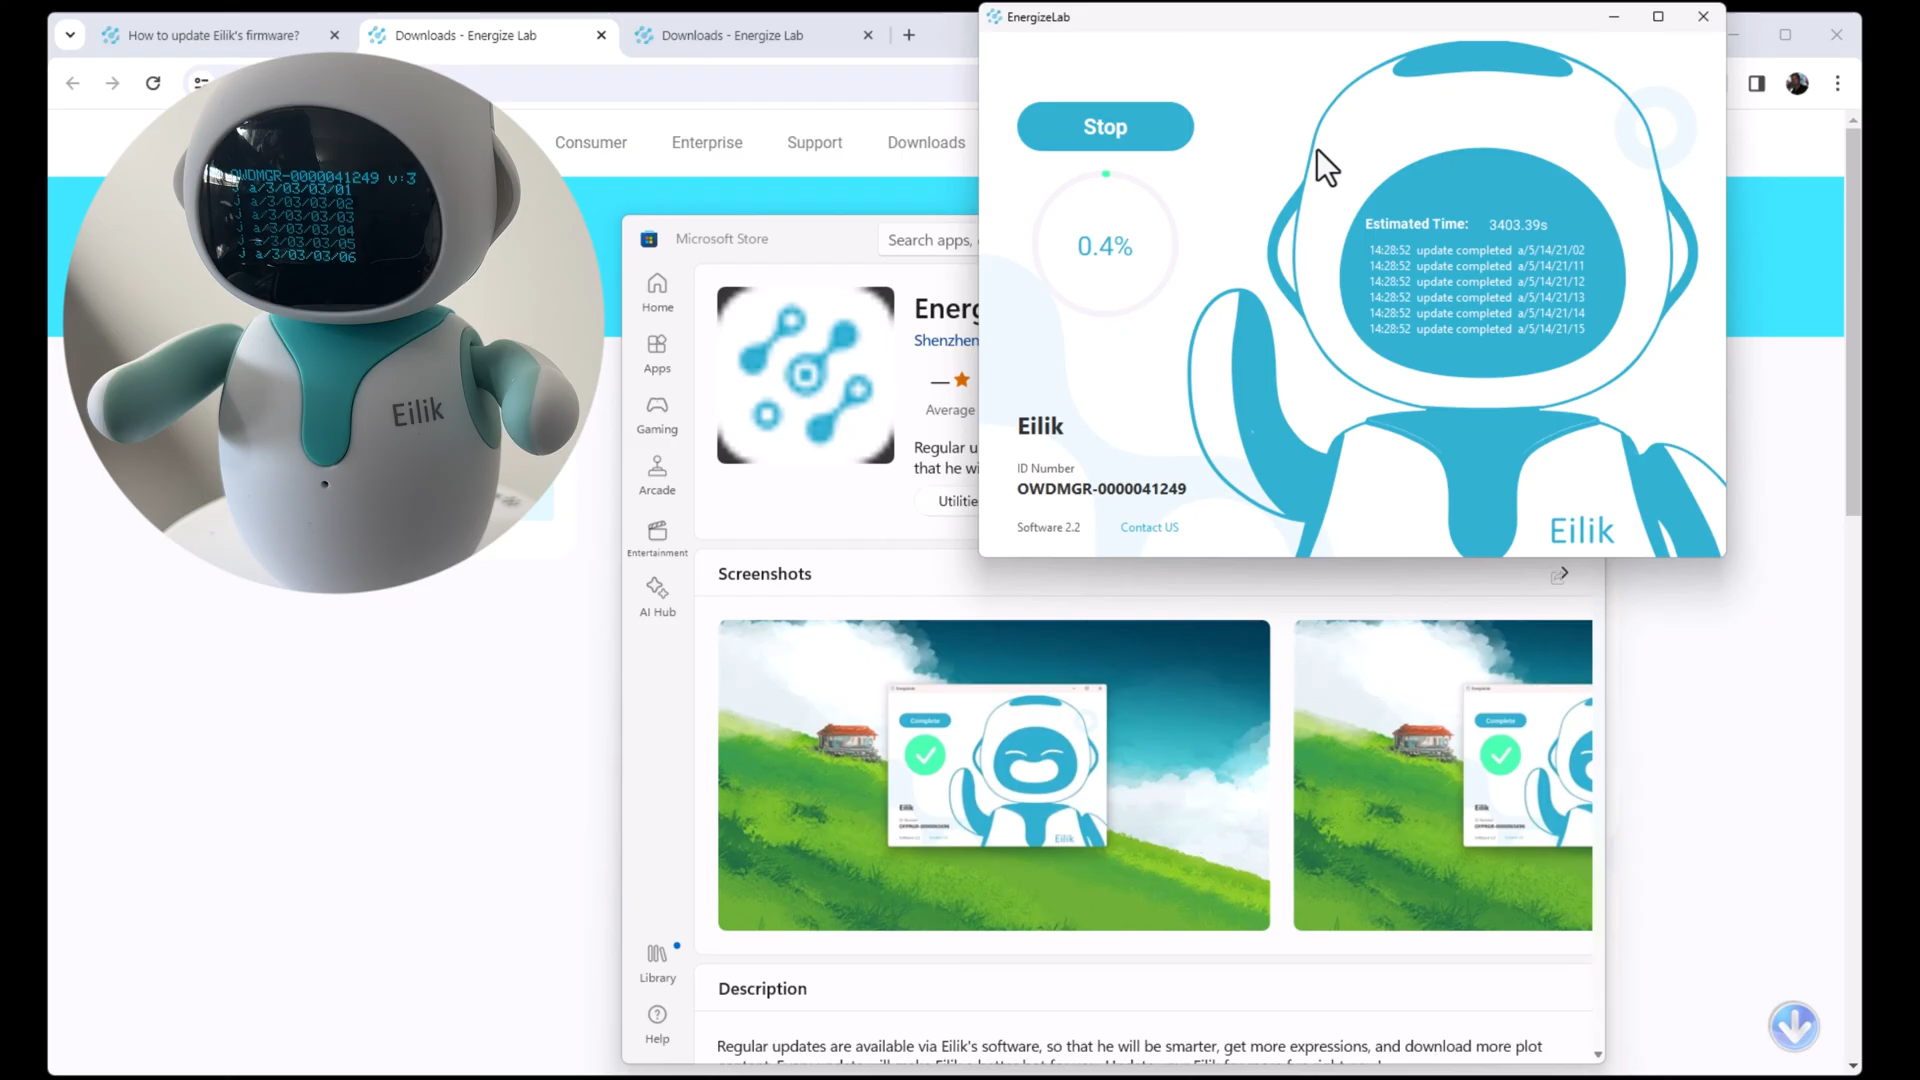 How to update Eilik's firmware?
Downloads - Energize Lab
Downloads - Energize Lab
Consumer
Enterprise
Support
Downloads
OWDMGR-0000041249 v:3
j a/3/03/03/01
j a/3/03/03/02
j a/3/03/03/03
j a/3/03/03/04
j a/3/03/03/05
j a/3/03/03/06
Eilik
Microsoft Store
Search apps,
Home
Apps
Gaming
Arcade
Entertainment
AI Hub
Library
Help
Energ
Shenzhen
Average
Regular u
that he wi
Utilitie
Screenshots
Complete
Eilik
Eilik
Complete
Eilik
Description
Regular updates are available via Eilik's software, so that he will be smarter, get more expressions, and download more plot
EnergizeLab
Stop
0.4%
Estimated Time: 3403.39s
14:28:52 update completed a/5/14/21/02
14:28:52 update completed a/5/14/21/11
14:28:52 update completed a/5/14/21/12
14:28:52 update completed a/5/14/21/13
14:28:52 update completed a/5/14/21/14
14:28:52 update completed a/5/14/21/15
Eilik
ID Number
OWDMGR-0000041249
Software 2.2
Contact US
Eilik